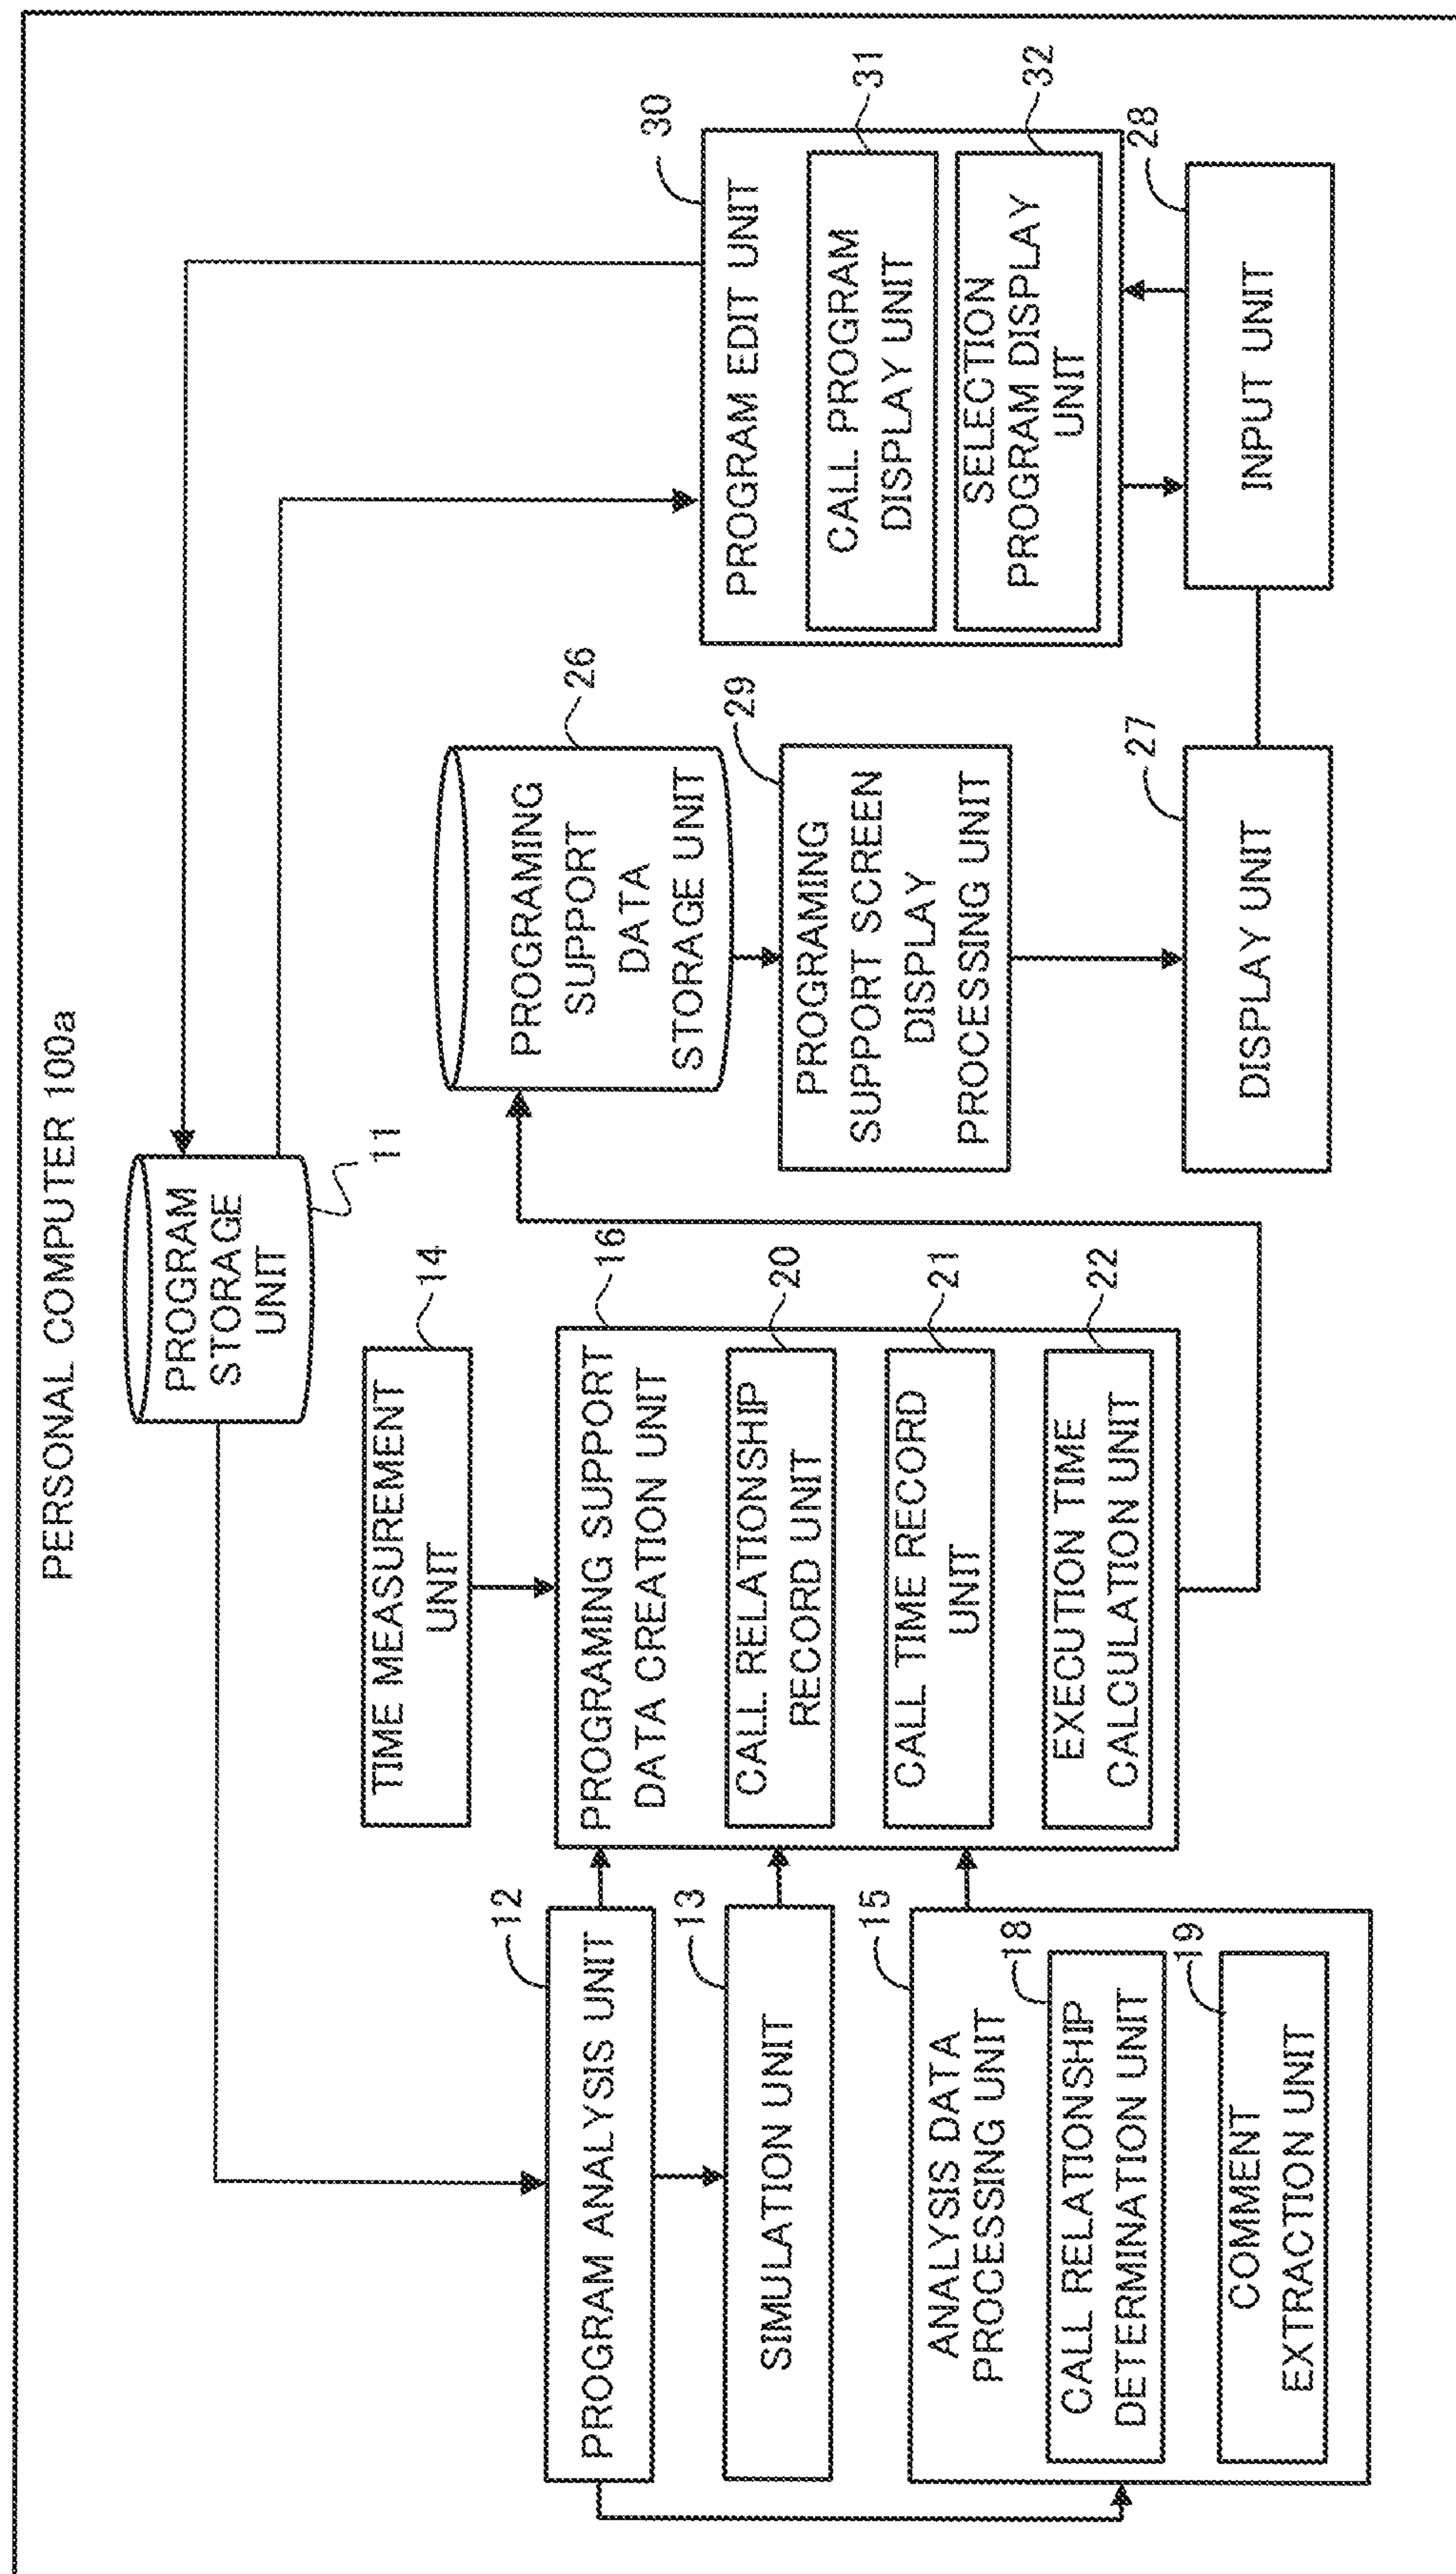 PERSONAL COMPUTER 100a
PROGRAM
STORAGE
UNIT
11
TIME MEASUREMENT
UNIT
14
12
PROGRAM ANALYSIS UNIT
13
SIMULATION UNIT
15
ANALYSIS DATA
PROCESSING UNIT
18
CALL RELATIONSHIP
DETERMINATION UNIT
19
COMMENT
EXTRACTION UNIT
16
PROGRAMING SUPPORT
DATA CREATION UNIT
20
CALL RELATIONSHIP
RECORD UNIT
21
CALL TIME RECORD
UNIT
22
EXECUTION TIME
CALCULATION UNIT
26
PROGRAMING
SUPPORT
DATA
STORAGE UNIT
29
PROGRAMING
SUPPORT SCREEN
DISPLAY
PROCESSING UNIT
27
DISPLAY UNIT
30
PROGRAM EDIT UNIT
31
CALL PROGRAM
DISPLAY UNIT
32
SELECTION
PROGRAM DISPLAY
UNIT
28
INPUT UNIT